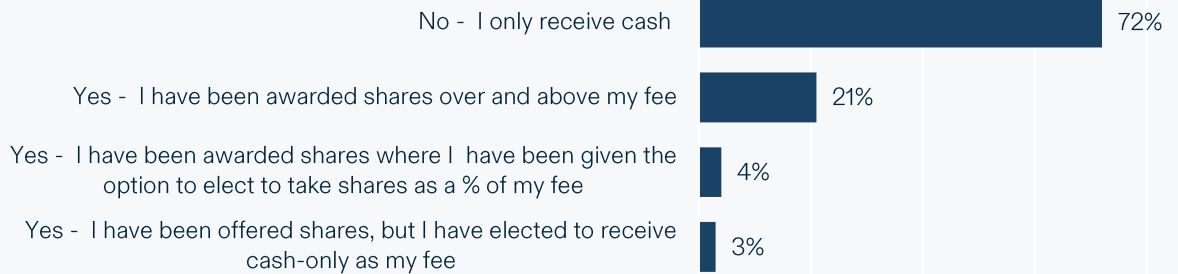 No - I only receive cash 72%
Yes - I have been awarded shares over and above my fee 21%
Yes - I have been awarded shares where I have been given the
option to elect to take shares as a % of my fee
4%
Yes - I have been offered shares, but I have elected to receive
cash-only as my fee
3%